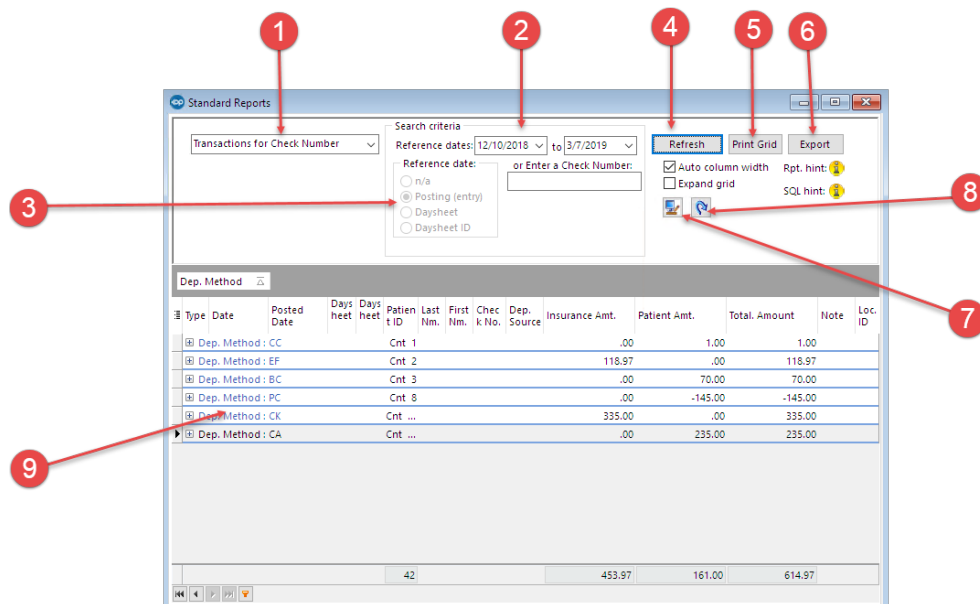 1
2
4
5
6
Standard Reports
Transactions for Check Number
Search criteria
Reference dates: 12/10/2018 to 3/7/2019
Refresh
Print Grid
Export
Reference date:
or Enter a Check Number:
Auto column width
Rpt. hint:
n/a
Expand grid
SQL hint:
3
Posting (entry)
8
Daysheet
Daysheet ID
Dep. Method
7
Type Date Posted Date Days heet Days heet Patien t ID Last Nm. First Nm. Chec k No. Dep. Source Insurance Amt. Patient Amt. Total. Amount Note Loc. ID
Dep. Method : CC Cnt 1 .00 1.00 1.00
Dep. Method : EF Cnt 2 118.97 .00 118.97
Dep. Method : BC Cnt 3 .00 70.00 70.00
Dep. Method : PC Cnt 8 .00 -145.00 -145.00
Dep. Method : CK Cnt ... 335.00 .00 335.00
Dep. Method : CA Cnt ... .00 235.00 235.00
9
42 453.97 161.00 614.97